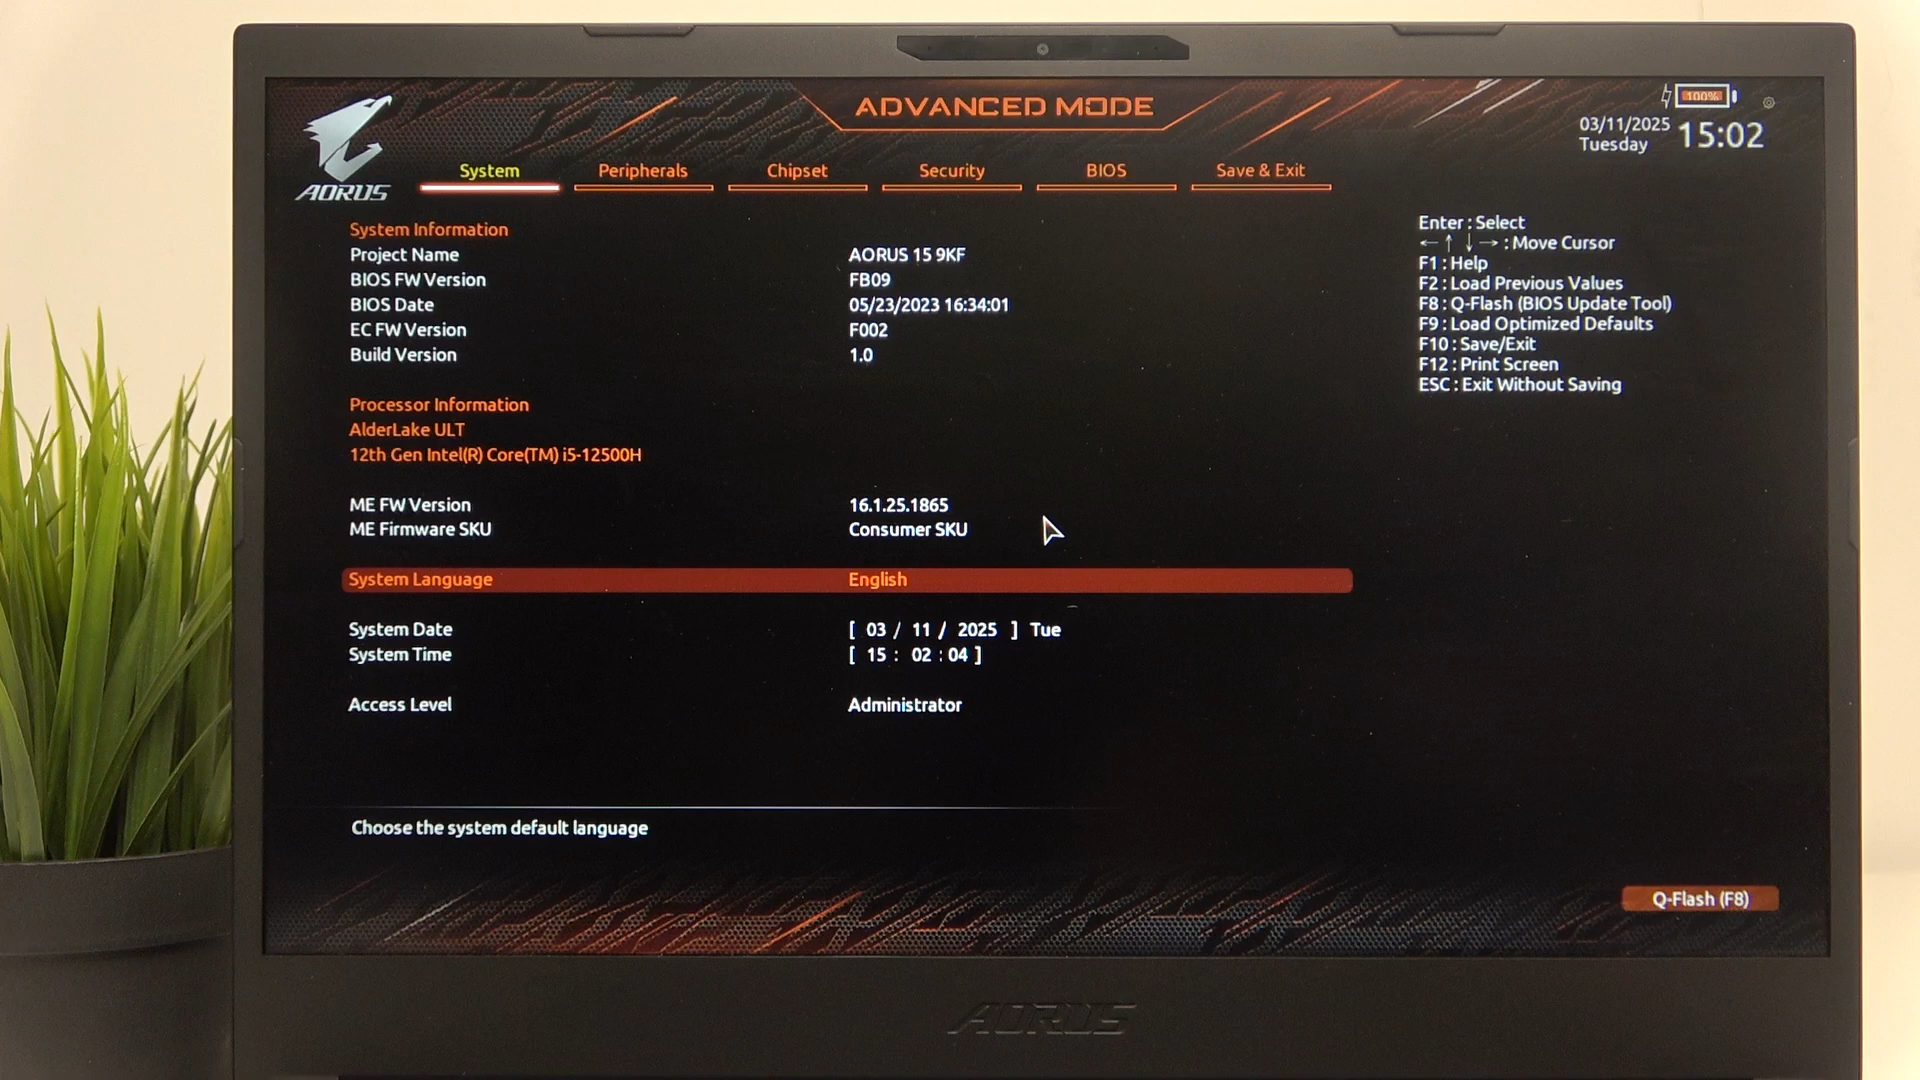 ADVANCED MODE
100%
03/11/2025
Tuesday
15:02
AORUS
System Peripherals Chipset Security BIOS Save & Exit
System Information
Project Name AORUS 15 9KF
BIOS FW Version FB09
BIOS Date 05/23/2023 16:34:01
EC FW Version F002
Build Version 1.0
Processor Information
AlderLake ULT
12th Gen Intel(R) Core(TM) i5-12500H
ME FW Version 16.1.25.1865
ME Firmware SKU Consumer SKU
System Language English
System Date [ 03 / 11 / 2025 ] Tue
System Time [ 15 : 02 : 04 ]
Access Level Administrator
Choose the system default language
Enter : Select
←↑↓→ : Move Cursor
F1 : Help
F2 : Load Previous Values
F8 : Q-Flash (BIOS Update Tool)
F9 : Load Optimized Defaults
F10 : Save/Exit
F12 : Print Screen
ESC : Exit Without Saving
Q-Flash (F8)
AORUS